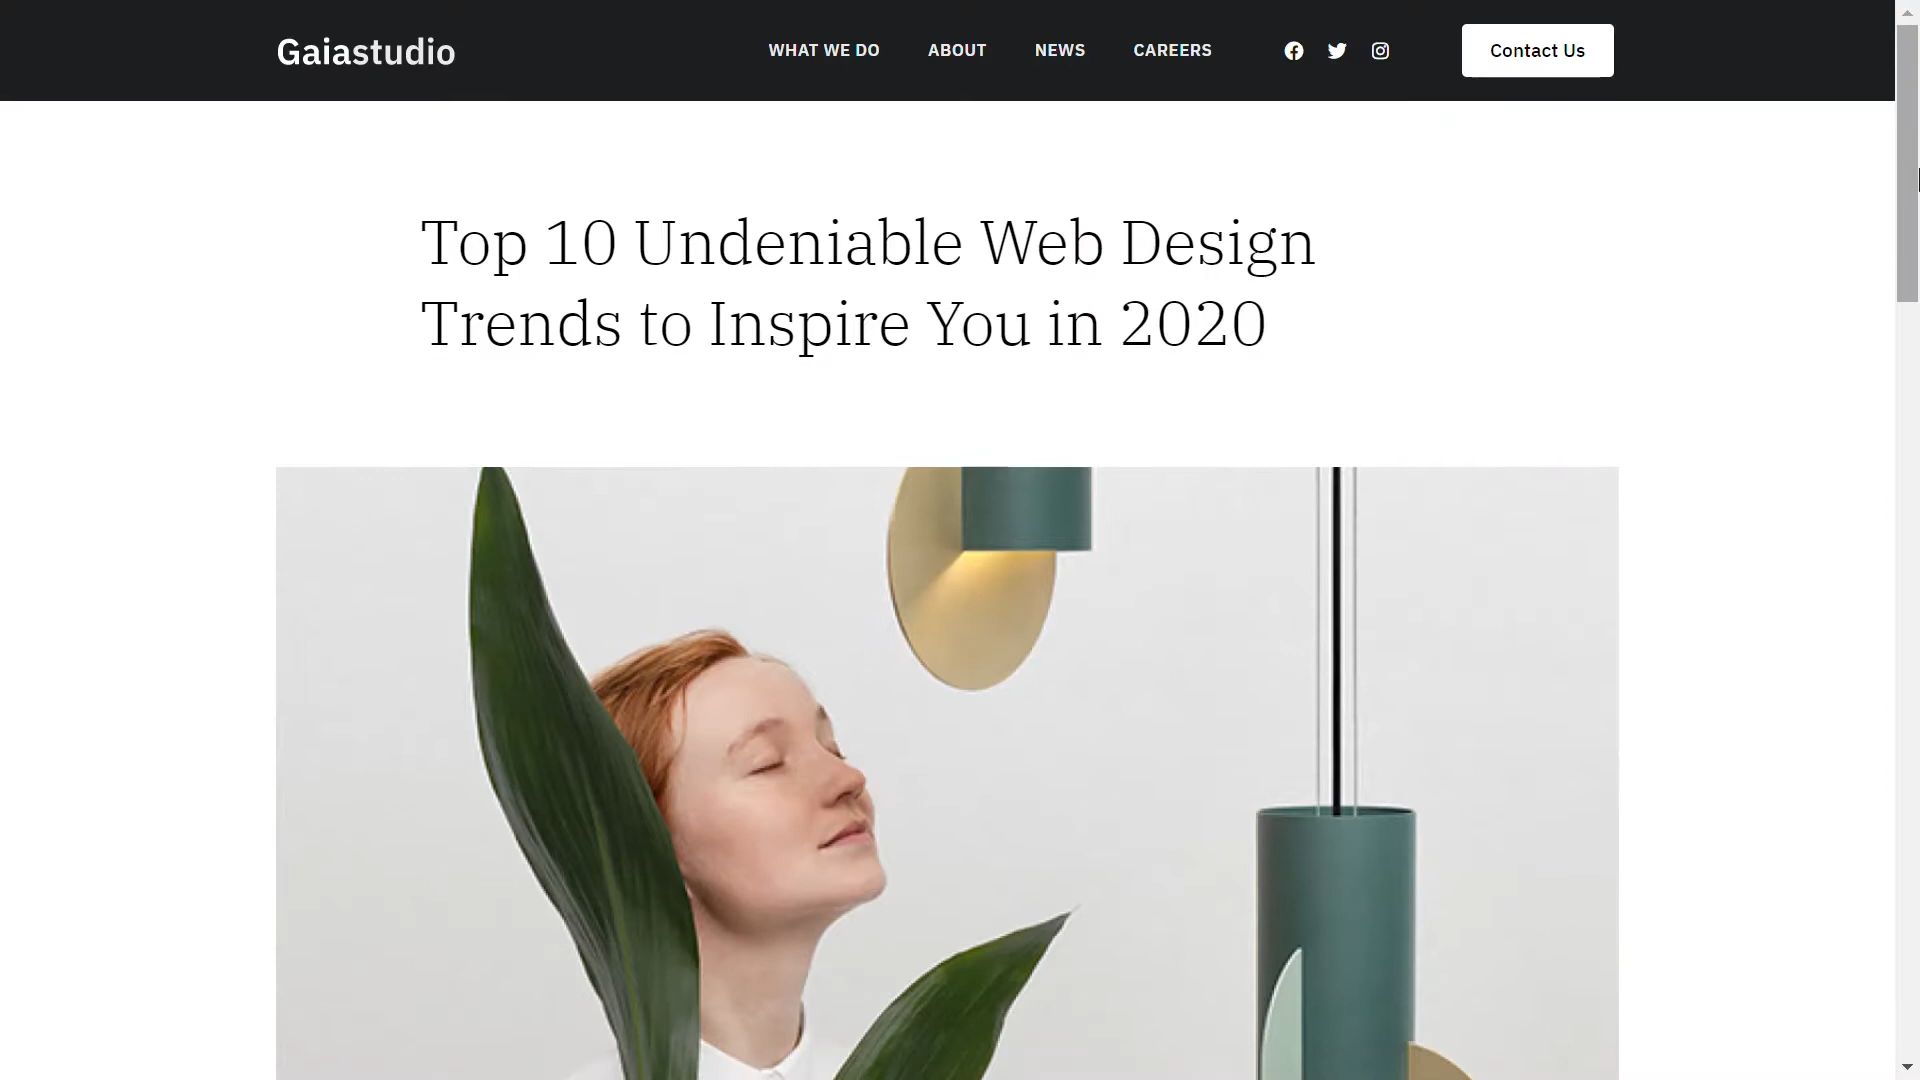 Gaiastudio
WHAT WE DO
ABOUT
NEWS
CAREERS
Contact Us
Top 10 Undeniable Web Design
Trends to Inspire You in 2020